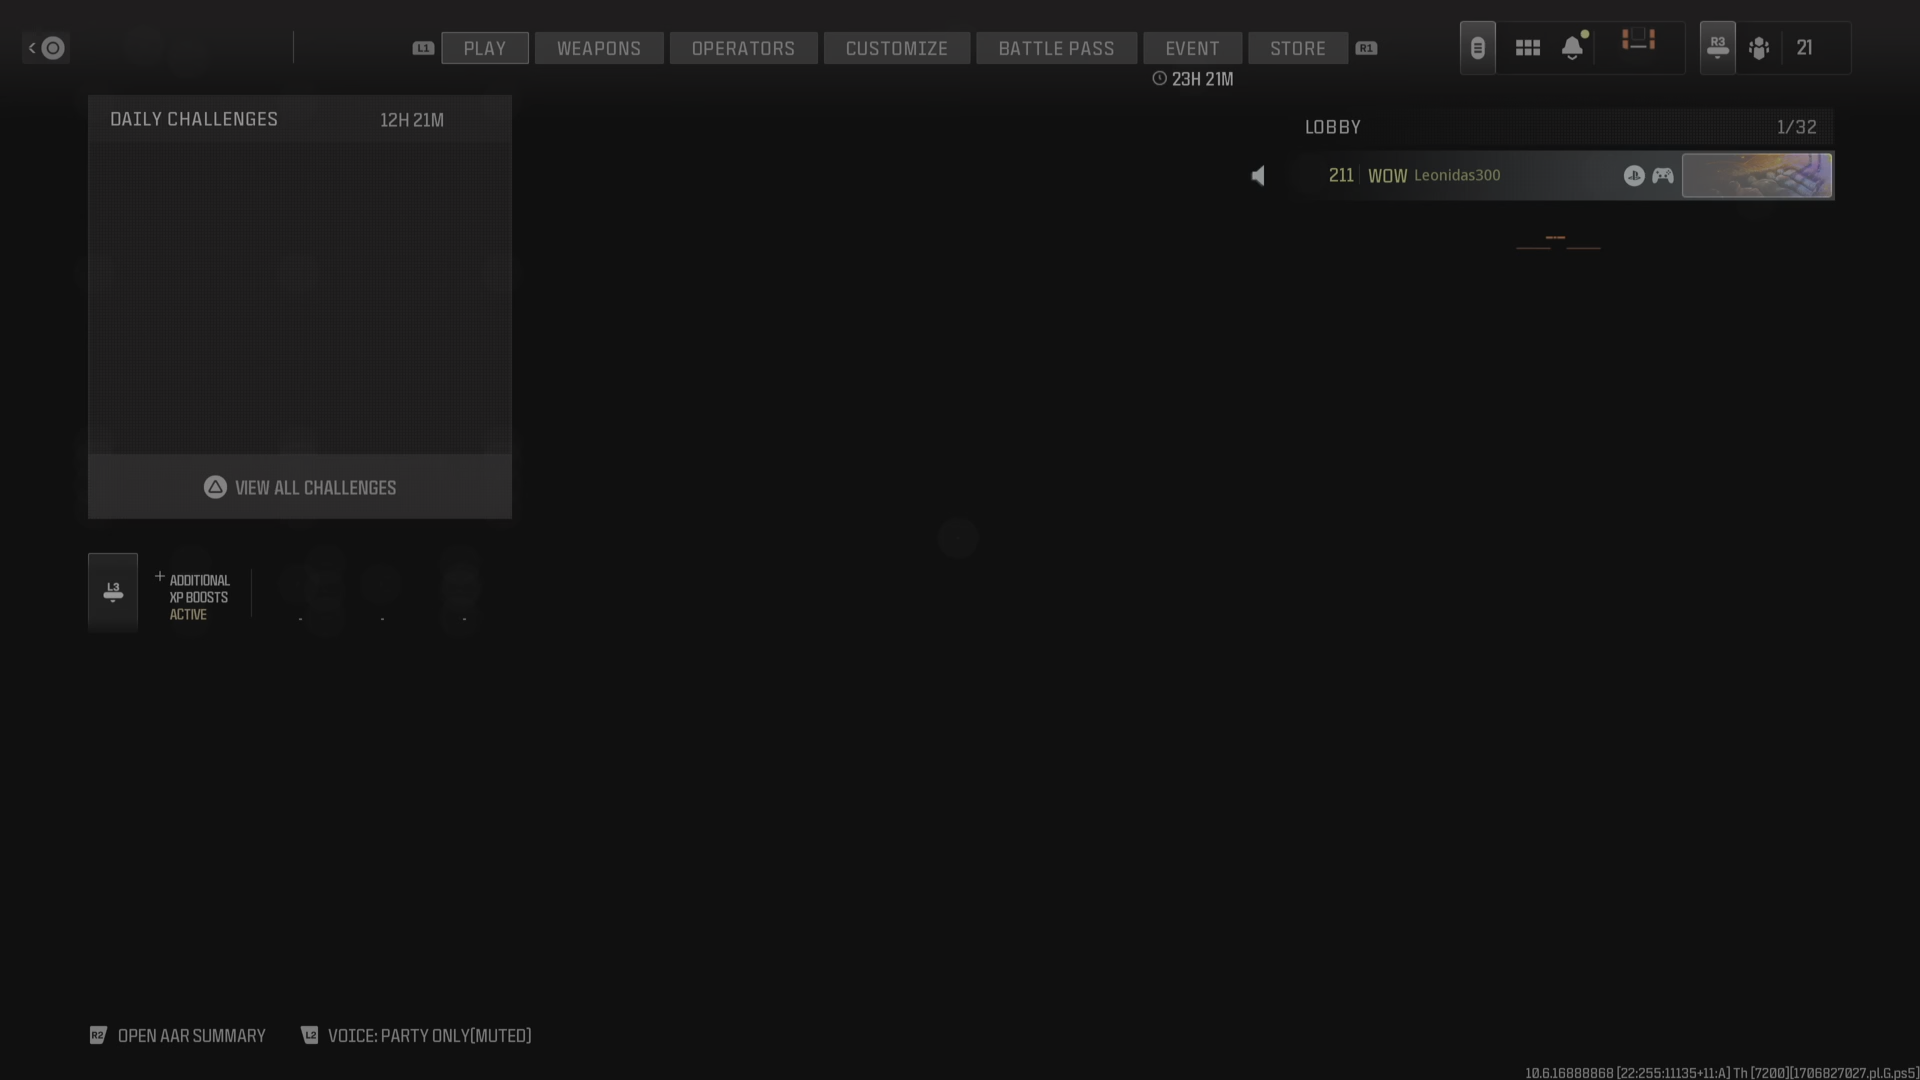 L1 PLAY WEAPONS OPERATORS CUSTOMIZE BATTLE PASS EVENT STORE R1 R3 21
23H 21M
DAILY CHALLENGES 12H 21M
LOBBY 1/32
211 WOW Leonidas300
VIEW ALL CHALLENGES
L3
ADDITIONAL
XP BOOSTS
ACTIVE
- - -
R2 OPEN AAR SUMMARY L2 VOICE: PARTY ONLY(MUTED)
10.6.16888868 [22:255:11135+11:A] Th [7200][1706827027.pl.G.ps5]